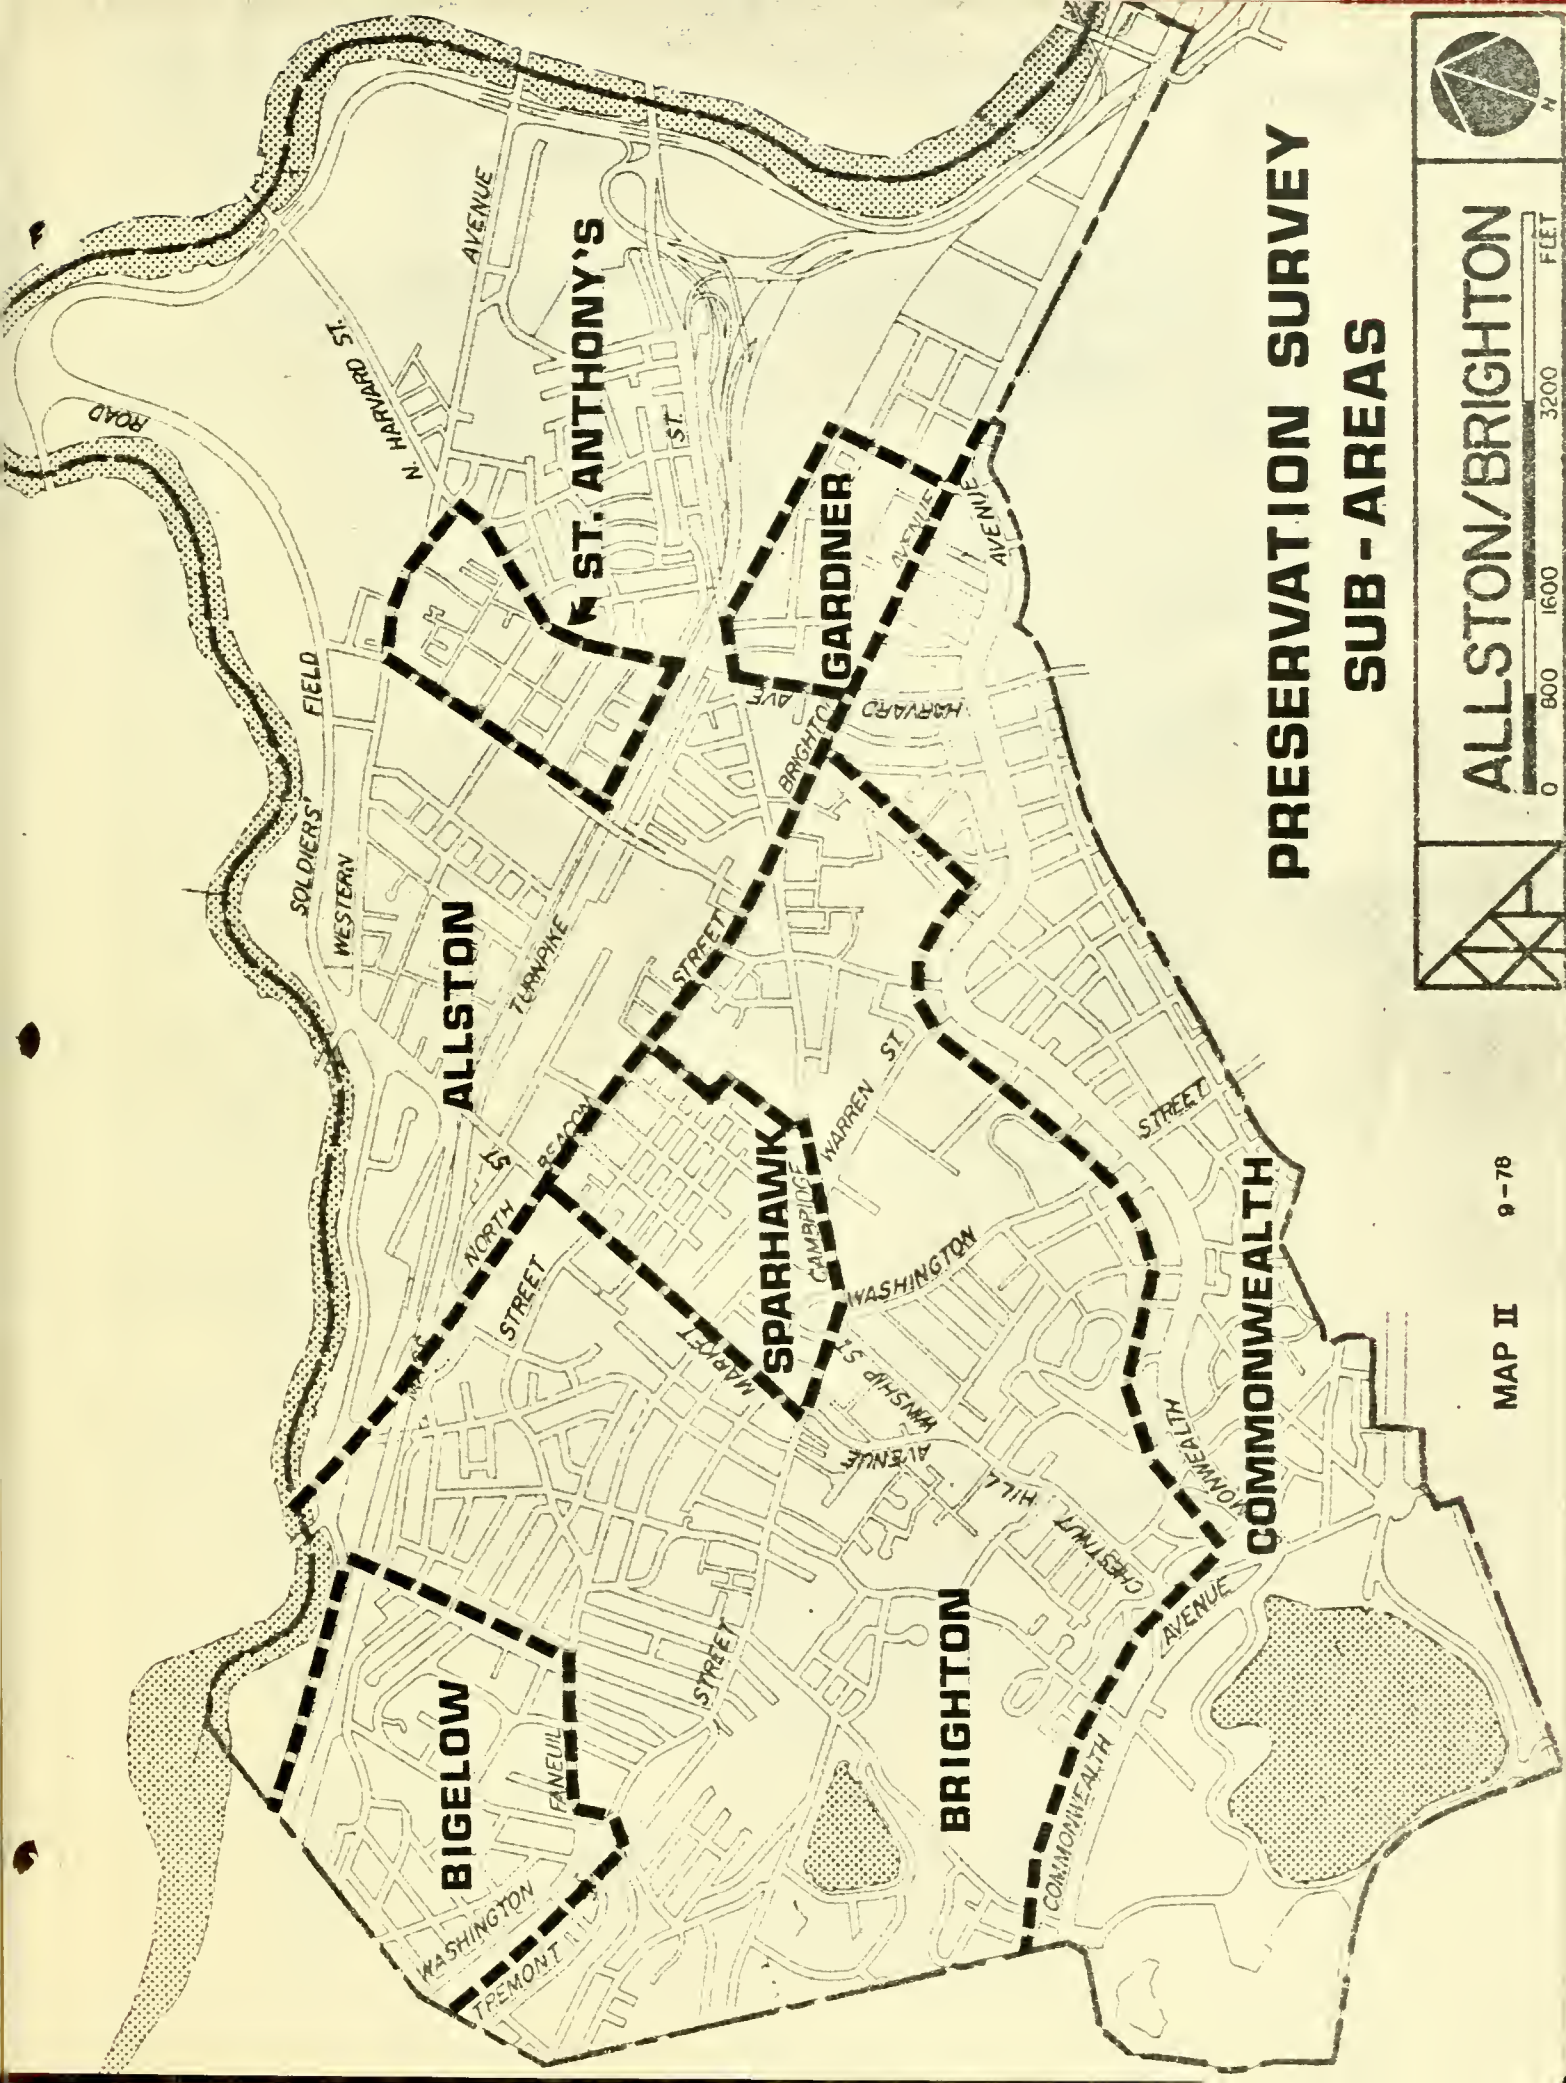 PRESERVATION SURVEY
SUB-AREAS
ALLSTON/BRIGHTON
0 800 1600 3200 FEET
N
MAP II 9-78
ALLSTON
ST. ANTHONY'S
GARDNER
BIGELOW
SPARHAWK
BRIGHTON
COMMONWEALTH
SOLDIERS' FIELD ROAD
WESTERN AVENUE
N. HARVARD ST.
TURNPIKE
NORTH BEACON STREET
ST
ST.
BRIGHTON
AVENUE
AVENUE
HARVARD AVE
CAMBRIDGE
WARREN ST.
WASHINGTON
STREET
MARKET
STREET
WINSHIP ST.
CHESTNUT HILL AVENUE
FANEUIL
STREET
WASHINGTON
TREMONT
COMMONWEALTH
AVENUE
MONWEALTH